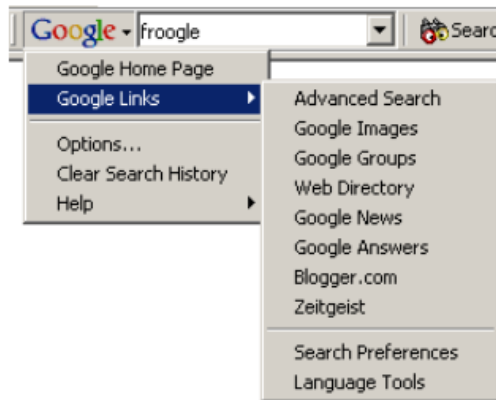 Google froogle Searc
Google Home Page
Google Links
Options...
Clear Search History
Help
Advanced Search
Google Images
Google Groups
Web Directory
Google News
Google Answers
Blogger.com
Zeitgeist
Search Preferences
Language Tools